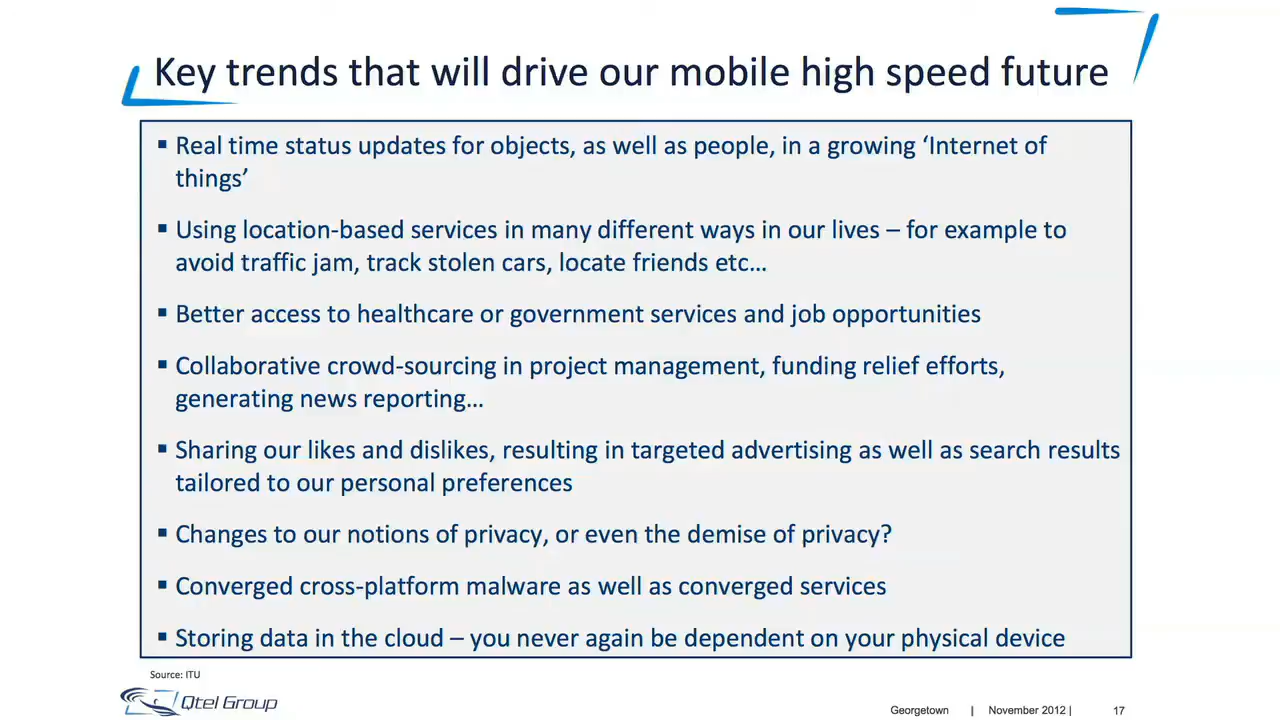 Key trends that will drive our mobile high speed future
▪ Real time status updates for objects, as well as people, in a growing ‘Internet of
things’
▪ Using location-based services in many different ways in our lives – for example to
avoid traffic jam, track stolen cars, locate friends etc…
▪ Better access to healthcare or government services and job opportunities
▪ Collaborative crowd-sourcing in project management, funding relief efforts,
generating news reporting…
▪ Sharing our likes and dislikes, resulting in targeted advertising as well as search results
tailored to our personal preferences
▪ Changes to our notions of privacy, or even the demise of privacy?
▪ Converged cross-platform malware as well as converged services
▪ Storing data in the cloud – you never again be dependent on your physical device
Source: ITU
Qtel Group
Georgetown | November 2012 | 17